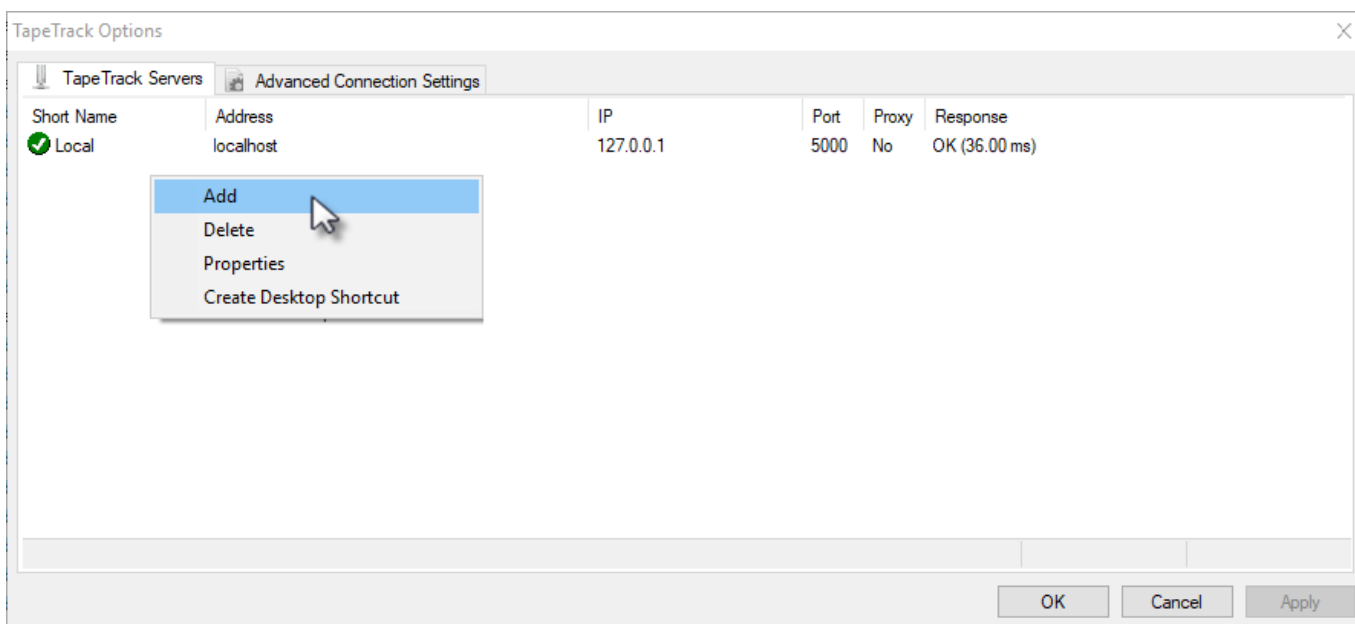 TapeTrack Options
TapeTrack Servers Advanced Connection Settings
Short Name Address IP Port Proxy Response
Local localhost 127.0.0.1 5000 No OK (36.00 ms)
Add
Delete
Properties
Create Desktop Shortcut
OK Cancel Apply